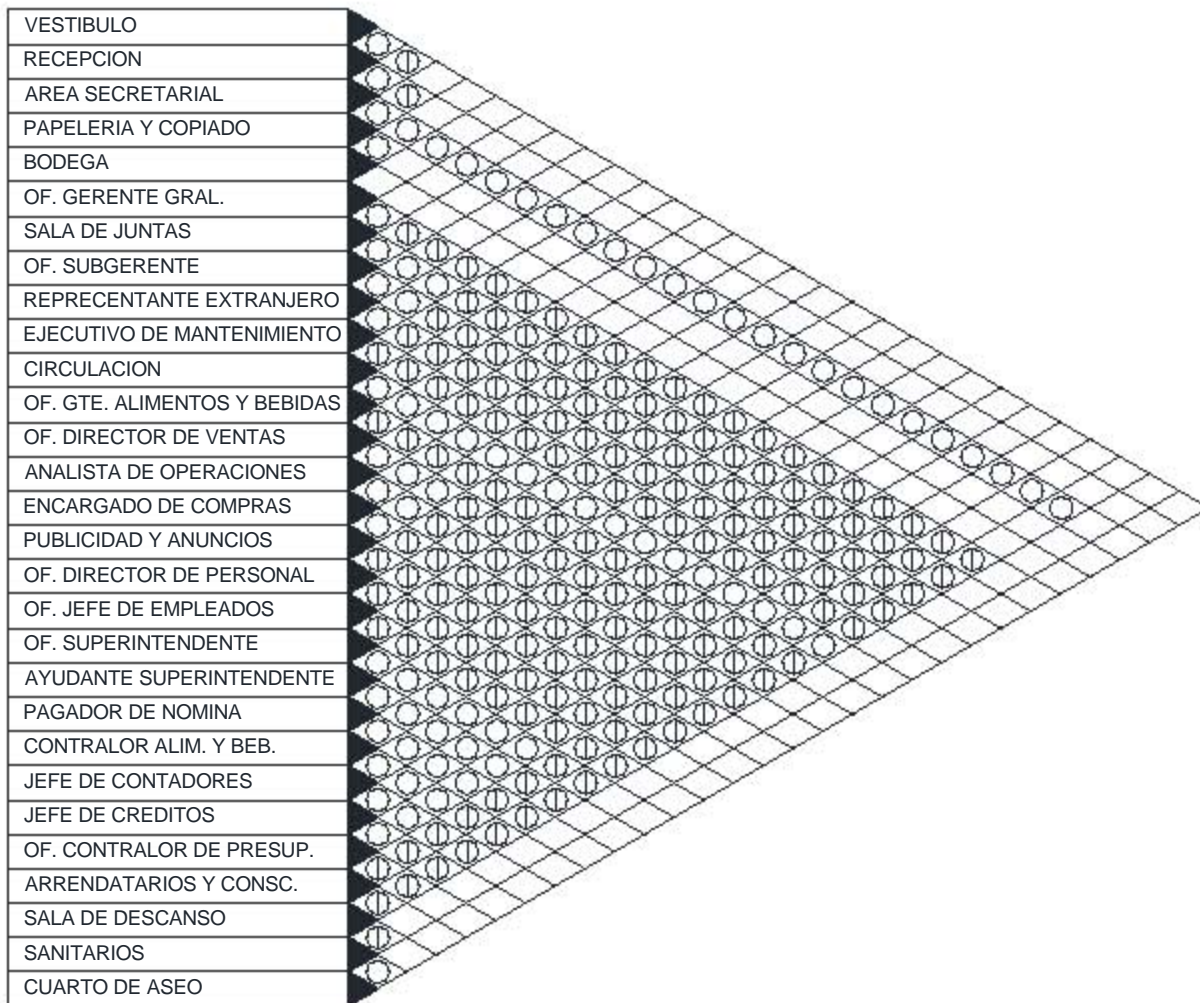 VESTIBULO
RECEPCION
AREA SECRETARIAL
PAPELERIA Y COPIADO
BODEGA
OF. GERENTE GRAL.
SALA DE JUNTAS
OF. SUBGERENTE
REPRECENTANTE EXTRANJERO
EJECUTIVO DE MANTENIMIENTO
CIRCULACION
OF. GTE. ALIMENTOS Y BEBIDAS
OF. DIRECTOR DE VENTAS
ANALISTA DE OPERACIONES
ENCARGADO DE COMPRAS
PUBLICIDAD Y ANUNCIOS
OF. DIRECTOR DE PERSONAL
OF. JEFE DE EMPLEADOS
OF. SUPERINTENDENTE
AYUDANTE SUPERINTENDENTE
PAGADOR DE NOMINA
CONTRALOR ALIM. Y BEB.
JEFE DE CONTADORES
JEFE DE CREDITOS
OF. CONTRALOR DE PRESUP.
ARRENDATARIOS Y CONSC.
SALA DE DESCANSO
SANITARIOS
CUARTO DE ASEO